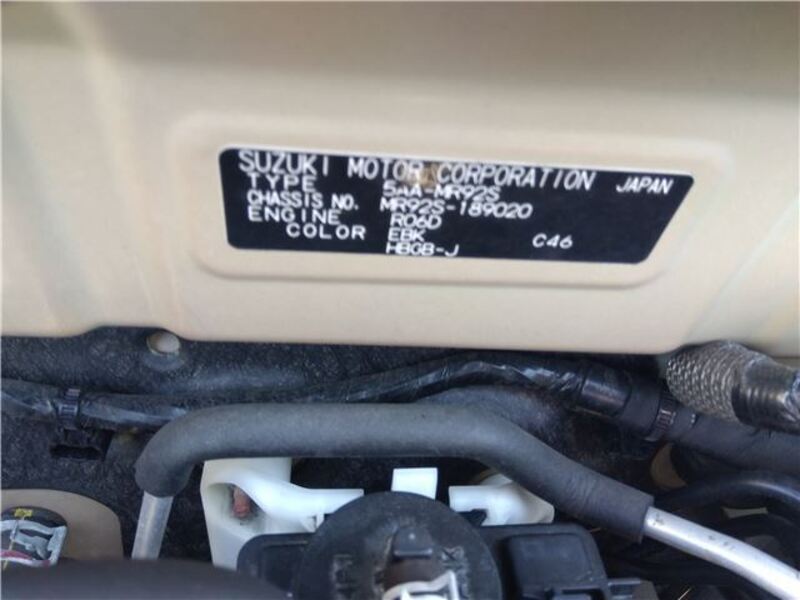 SUZUKI MOTOR CORPORATION JAPAN
TYPE 5AA-MR92S
CHASSIS NO. MR92S-189020
ENGINE R06D
COLOR EBK C46
HBGB-J